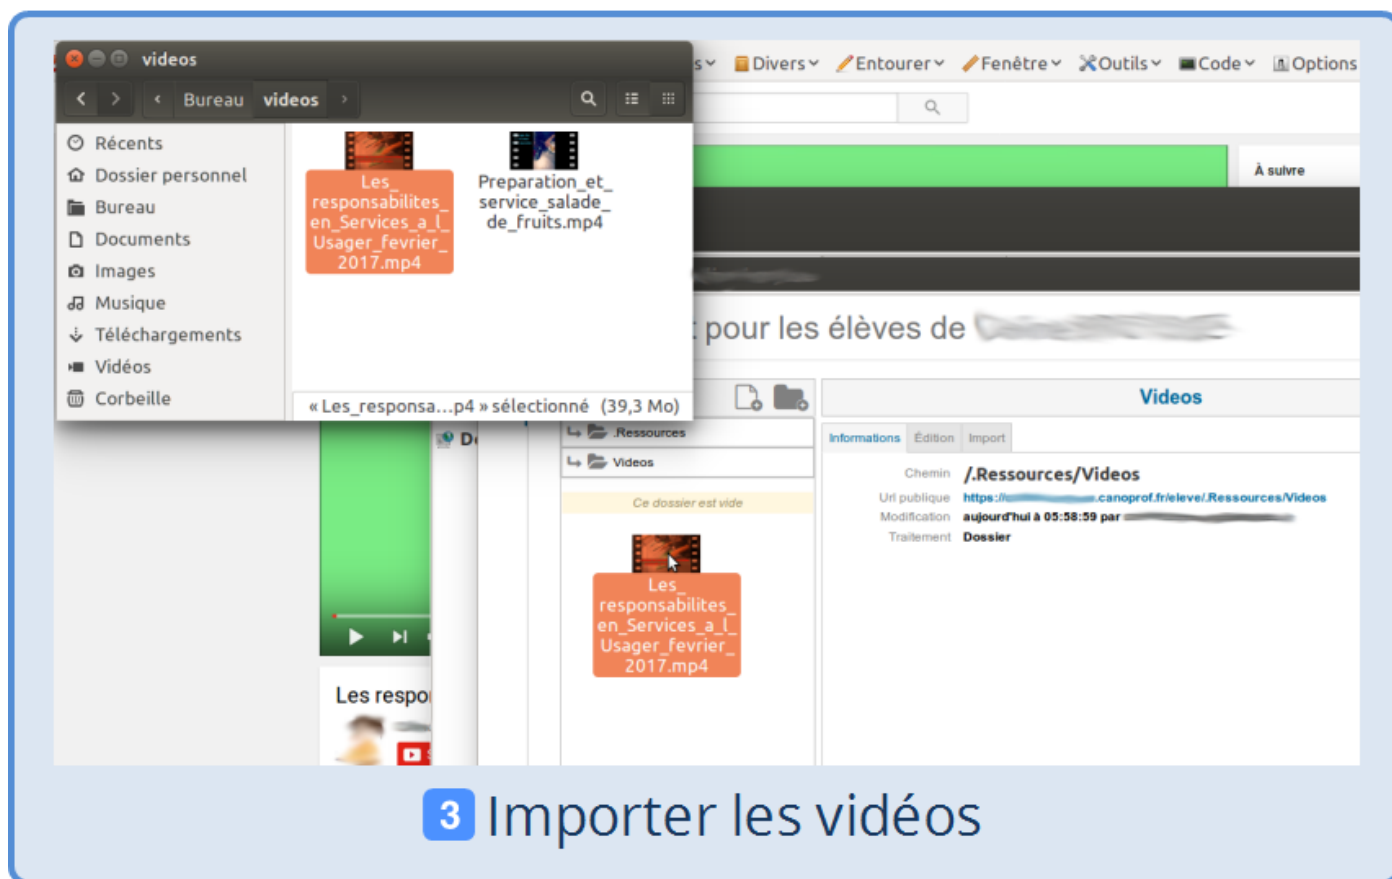 videos
s Divers Entourer Fenêtre Outils Code Options
Bureau videos
Récents
Dossier personnel
Bureau
Documents
Images
Musique
Téléchargements
Vidéos
Corbeille
Les_
responsabilites_
en_Services_a_l_
Usager_fevrier_
2017.mp4
Preparation_et_
service_salade_
de_fruits.mp4
« Les_responsa...p4 » sélectionné (39,3 Mo)
À suivre
pour les élèves de
.Ressources
Videos
Ce dossier est vide
Les_
responsabilites_
en_Services_a_l_
Usager_fevrier_
2017.mp4
Videos
Informations Édition Import
Chemin /.Ressources/Videos
Url publique https:// .canoprof.fr/eleve/.Ressources/Videos
Modification aujourd'hui à 05:58:59 par
Traitement Dossier
Les respo
3 Importer les vidéos